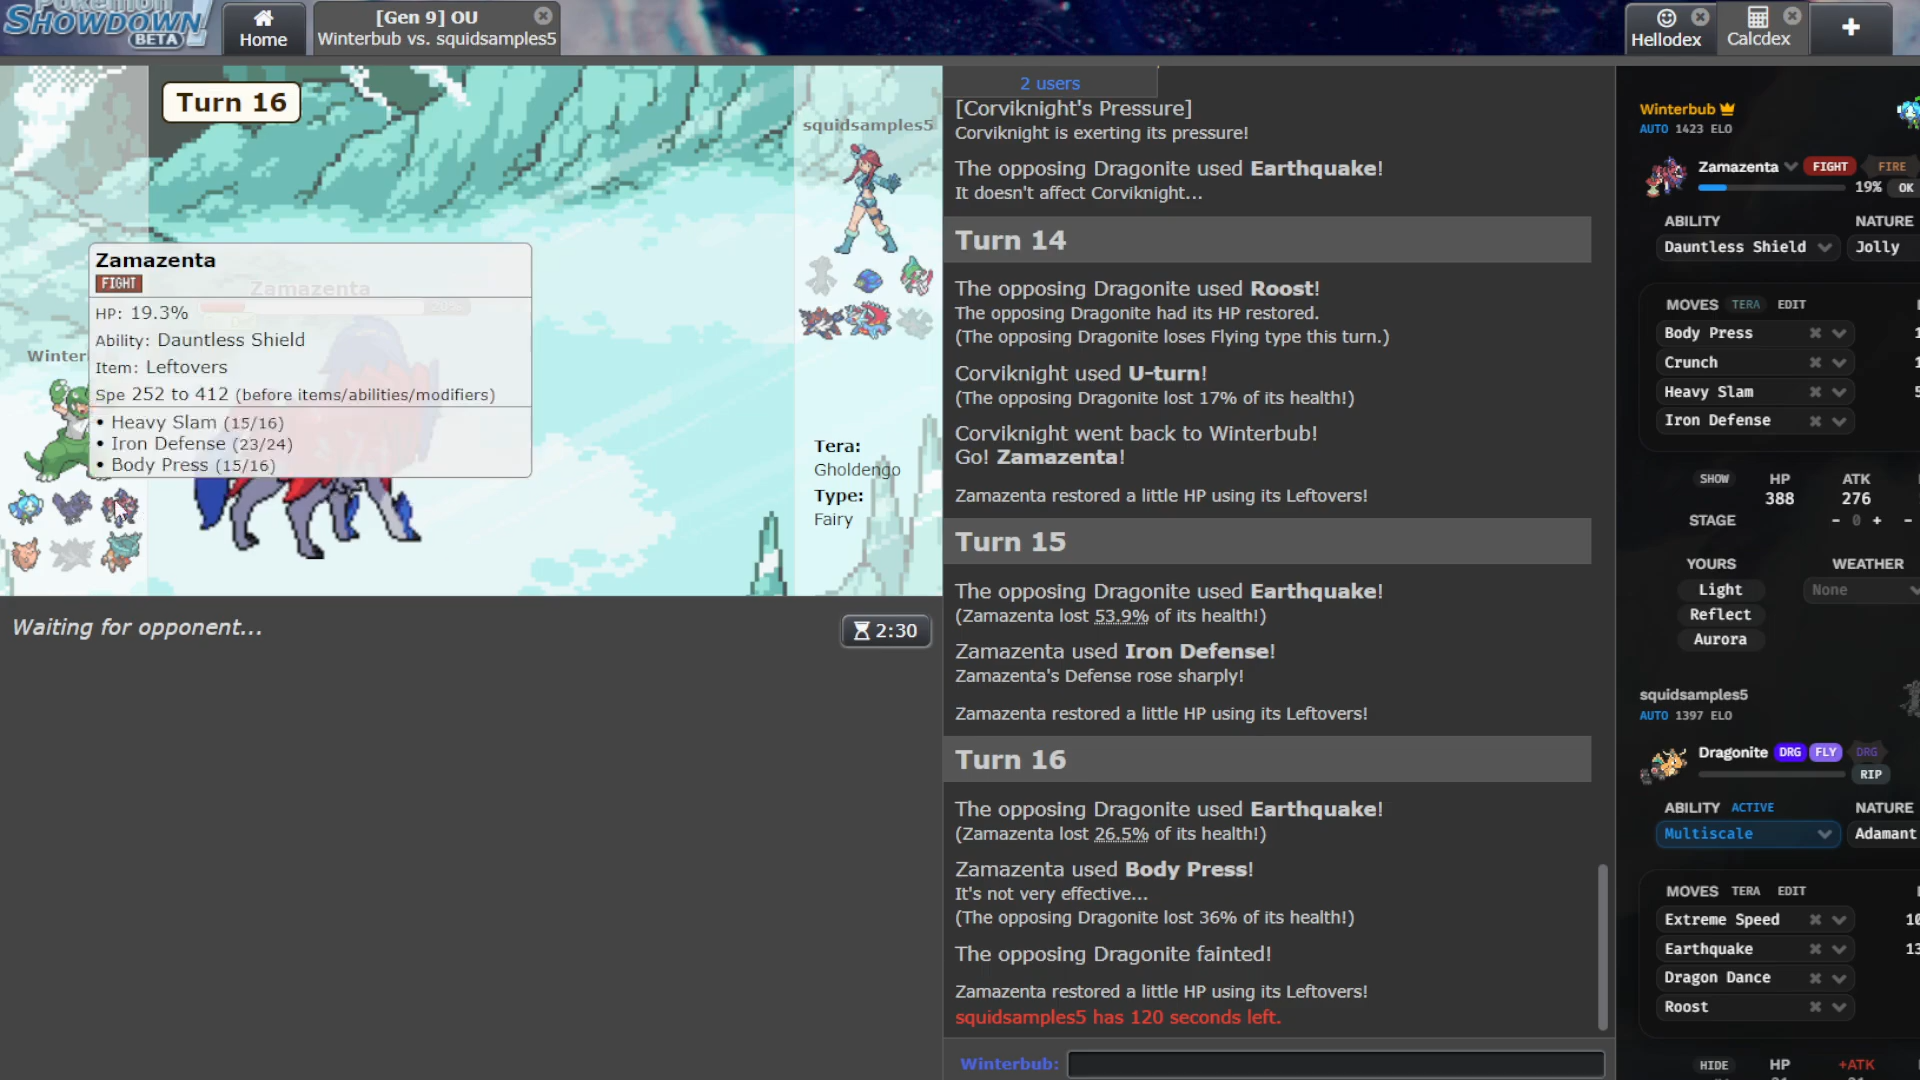 Pokémon
SHOWDOWN
BETA
Home
[Gen 9] OU
Winterbub vs. squidsamples5
Hellodex
Calcdex
+
Turn 16
squidsamples5
Zamazenta
FIGHT
Zamazenta
HP: 19.3%
Ability: Dauntless Shield
Item: Leftovers
Spe 252 to 412 (before items/abilities/modifiers)
• Heavy Slam (15/16)
• Iron Defense (23/24)
• Body Press (15/16)
Winter
Tera:
Gholdengo
Type:
Fairy
Waiting for opponent...
2:30
2 users
[Corviknight's Pressure]
Corviknight is exerting its pressure!
The opposing Dragonite used Earthquake!
It doesn't affect Corviknight...
Turn 14
The opposing Dragonite used Roost!
The opposing Dragonite had its HP restored.
(The opposing Dragonite loses Flying type this turn.)
Corviknight used U-turn!
(The opposing Dragonite lost 17% of its health!)
Corviknight went back to Winterbub!
Go! Zamazenta!
Zamazenta restored a little HP using its Leftovers!
Turn 15
The opposing Dragonite used Earthquake!
(Zamazenta lost 53.9% of its health!)
Zamazenta used Iron Defense!
Zamazenta's Defense rose sharply!
Zamazenta restored a little HP using its Leftovers!
Turn 16
The opposing Dragonite used Earthquake!
(Zamazenta lost 26.5% of its health!)
Zamazenta used Body Press!
It's not very effective...
(The opposing Dragonite lost 36% of its health!)
The opposing Dragonite fainted!
Zamazenta restored a little HP using its Leftovers!
squidsamples5 has 120 seconds left.
Winterbub:
Winterbub
AUTO 1423 ELO
Zamazenta FIGHT FIRE
19% OK
ABILITY NATURE
Dauntless Shield Jolly
MOVES TERA EDIT
Body Press
Crunch
Heavy Slam
Iron Defense
SHOW HP ATK
388 276
STAGE - 0 + -
YOURS WEATHER
Light None
Reflect
Aurora
squidsamples5
AUTO 1397 ELO
Dragonite DRG FLY DRG
RIP
ABILITY ACTIVE NATURE
Multiscale Adamant
MOVES TERA EDIT
Extreme Speed 10
Earthquake 13
Dragon Dance
Roost
HIDE HP +ATK